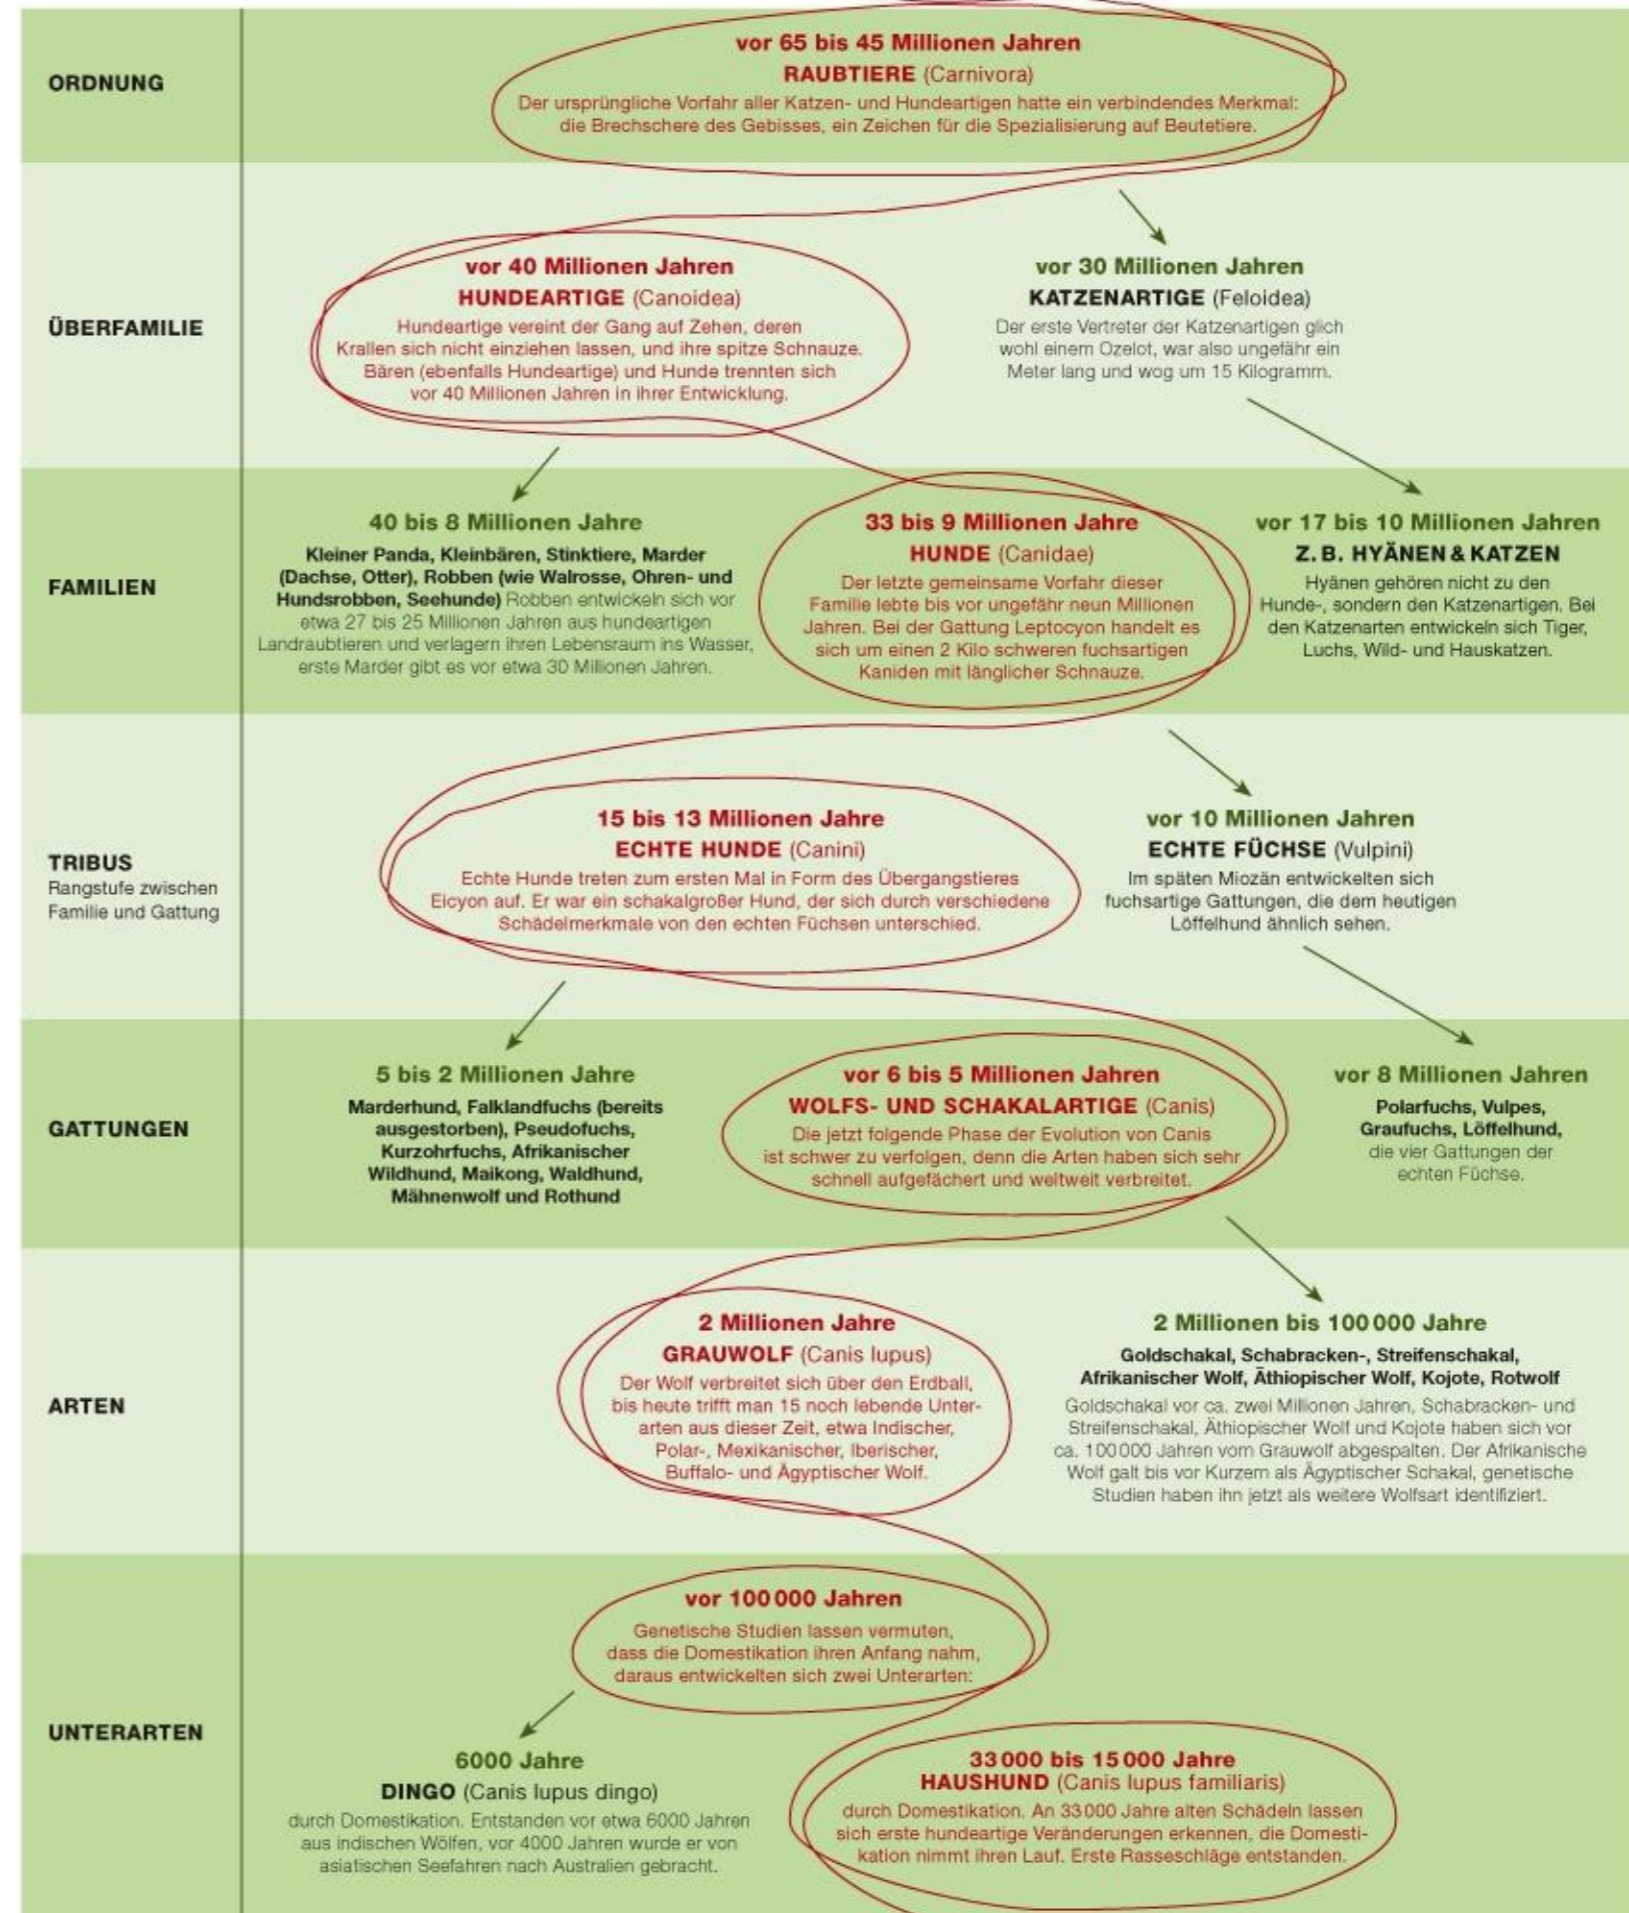 ORDNUNG
vor 65 bis 45 Millionen Jahren
RAUBTIERE (Carnivora)
Der ursprüngliche Vorfahr aller Katzen- und Hundeartigen hatte ein verbindendes Merkmal:
die Brechschere des Gebisses, ein Zeichen für die Spezialisierung auf Beutetiere.
ÜBERFAMILIE
vor 40 Millionen Jahren
HUNDEARTIGE (Canoidea)
Hundeartige vereint der Gang auf Zehen, deren
Krallen sich nicht einziehen lassen, und ihre spitze Schnauze.
Bären (ebenfalls Hundeartige) und Hunde trennten sich
vor 40 Millionen Jahren in ihrer Entwicklung.
vor 30 Millionen Jahren
KATZENARTIGE (Feloidea)
Der erste Vertreter der Katzenartigen glich
wohl einem Ozelot, war also ungefähr ein
Meter lang und wog um 15 Kilogramm.
FAMILIEN
40 bis 8 Millionen Jahre
Kleiner Panda, Kleinbären, Stinktiere, Marder
(Dachse, Otter), Robben (wie Walrosse, Ohren- und
Hundsrobben, Seehunde) Robben entwickeln sich vor
etwa 27 bis 25 Millionen Jahren aus hundeartigen
Landraubtieren und verlagern ihren Lebensraum ins Wasser,
erste Marder gibt es vor etwa 30 Millionen Jahren.
33 bis 9 Millionen Jahre
HUNDE (Canidae)
Der letzte gemeinsame Vorfahr dieser
Familie lebte bis vor ungefähr neun Millionen
Jahren. Bei der Gattung Leptocyon handelt es
sich um einen 2 Kilo schweren fuchsartigen
Kaniden mit länglicher Schnauze.
vor 17 bis 10 Millionen Jahren
Z. B. HYÄNEN & KATZEN
Hyänen gehören nicht zu den
Hunde-, sondern den Katzenartigen. Bei
den Katzenarten entwickeln sich Tiger,
Luchs, Wild- und Hauskatzen.
TRIBUS
Rangstufe zwischen
Familie und Gattung
15 bis 13 Millionen Jahre
ECHTE HUNDE (Canini)
Echte Hunde treten zum ersten Mal in Form des Übergangstieres
Eicyon auf. Er war ein schakalgroßer Hund, der sich durch verschiedene
Schädelmerkmale von den echten Füchsen unterschied.
vor 10 Millionen Jahren
ECHTE FÜCHSE (Vulpini)
Im späten Miozän entwickelten sich
fuchsartige Gattungen, die dem heutigen
Löffelhund ähnlich sehen.
GATTUNGEN
5 bis 2 Millionen Jahre
Marderhund, Falklandfuchs (bereits
ausgestorben), Pseudofuchs,
Kurzohrfuchs, Afrikanischer
Wildhund, Maikong, Waldhund,
Mähnenwolf und Rothund
vor 6 bis 5 Millionen Jahren
WOLFS- UND SCHAKALARTIGE (Canis)
Die jetzt folgende Phase der Evolution von Canis
ist schwer zu verfolgen, denn die Arten haben sich sehr
schnell aufgefächert und weltweit verbreitet.
vor 8 Millionen Jahren
Polarfuchs, Vulpes,
Graufuchs, Löffelhund,
die vier Gattungen der
echten Füchse.
ARTEN
2 Millionen Jahre
GRAUWOLF (Canis lupus)
Der Wolf verbreitet sich über den Erdball,
bis heute trifft man 15 noch lebende Unter-
arten aus dieser Zeit, etwa Indischer,
Polar-, Mexikanischer, Iberischer,
Buffalo- und Ägyptischer Wolf.
2 Millionen bis 100 000 Jahre
Goldschakal, Schabracken-, Streifenschakal,
Afrikanischer Wolf, Äthiopischer Wolf, Kojote, Rotwolf
Goldschakal vor ca. zwei Millionen Jahren, Schabracken- und
Streifenschakal, Äthiopischer Wolf und Kojote haben sich vor
ca. 100 000 Jahren vom Grauwolf abgespalten. Der Afrikanische
Wolf galt bis vor Kurzem als Ägyptischer Schakal, genetische
Studien haben ihn jetzt als weitere Wolfsart identifiziert.
UNTERARTEN
vor 100 000 Jahren
Genetische Studien lassen vermuten,
dass die Domestikation ihren Anfang nahm,
daraus entwickelten sich zwei Unterarten:
6000 Jahre
DINGO (Canis lupus dingo)
durch Domestikation. Entstanden vor etwa 6000 Jahren
aus indischen Wölfen, vor 4000 Jahren wurde er von
asiatischen Seefahren nach Australien gebracht.
33 000 bis 15 000 Jahre
HAUSHUND (Canis lupus familiaris)
durch Domestikation. An 33 000 Jahre alten Schädeln lassen
sich erste hundeartige Veränderungen erkennen, die Domesti-
kation nimmt ihren Lauf. Erste Rasseschläge entstanden.